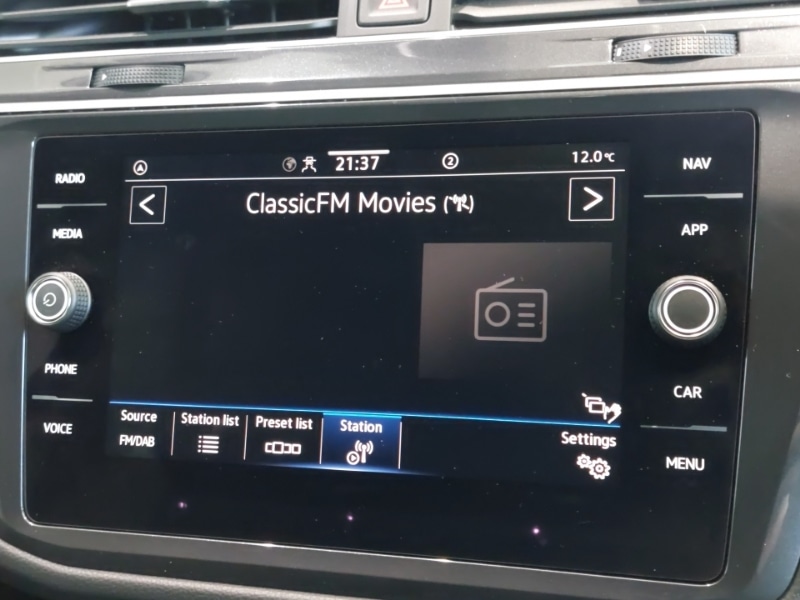 21:37
2
12.0°C
RADIO
NAV
< ClassicFM Movies >
MEDIA
APP
PHONE
CAR
VOICE
Source
Station list
Preset list
Station
FM/DAB
Settings
MENU